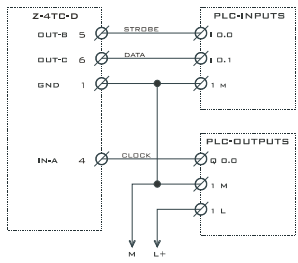 Z-4TC-D PLC-INPUTS
OUT-B 5 STROBE I 0.0
OUT-C 6 DATA I 0.1
GND 1 1 M
PLC-OUTPUTS
IN-A 4 CLOCK Q 0.0
1 M
1 L
M L+